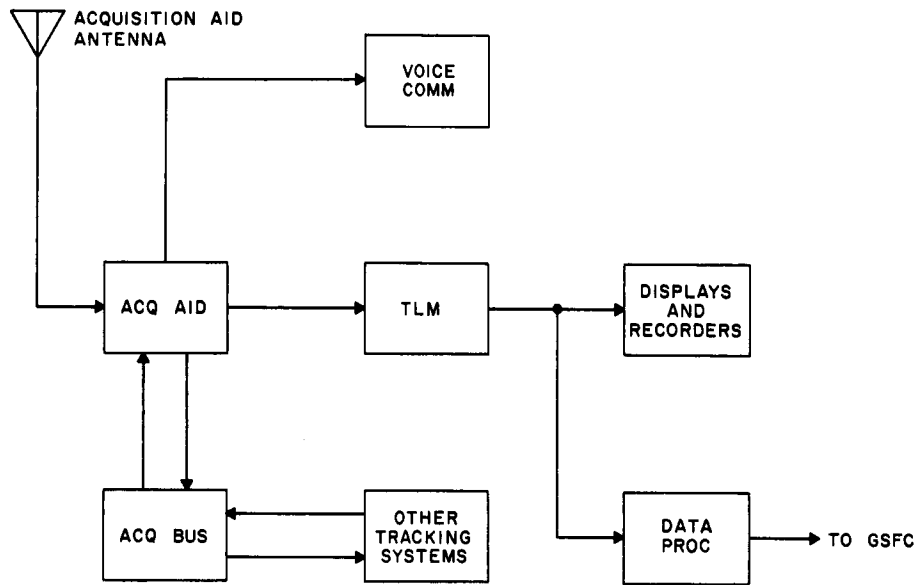 ACQUISITION AID
ANTENNA
VOICE
COMM
ACQ AID
TLM
DISPLAYS
AND
RECORDERS
ACQ BUS
OTHER
TRACKING
SYSTEMS
DATA
PROC
TO GSFC